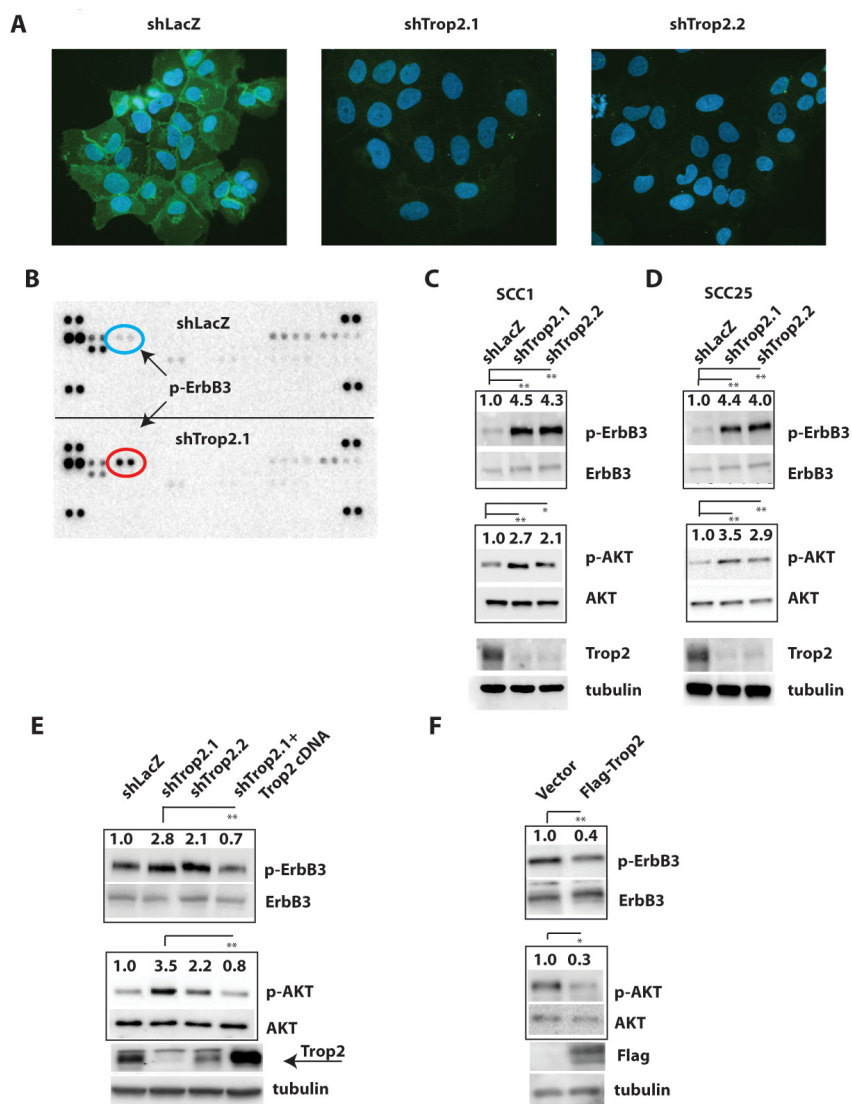 A
shLacZ
shTrop2.1
shTrop2.2
B
shLacZ
p-ErbB3
shTrop2.1
C
SCC1
shLacZ
shTrop2.1
shTrop2.2
**
**
1.0 4.5 4.3
p-ErbB3
ErbB3
*
**
1.0 2.7 2.1
p-AKT
AKT
Trop2
tubulin
D
SCC25
shLacZ
shTrop2.1
shTrop2.2
**
**
1.0 4.4 4.0
p-ErbB3
ErbB3
**
**
1.0 3.5 2.9
p-AKT
AKT
Trop2
tubulin
E
shLacZ
shTrop2.1
shTrop2.2
shTrop2.1+
Trop2 cDNA
**
1.0 2.8 2.1 0.7
p-ErbB3
ErbB3
**
1.0 3.5 2.2 0.8
p-AKT
AKT
Trop2
tubulin
F
Vector
Flag-Trop2
**
1.0 0.4
p-ErbB3
ErbB3
*
1.0 0.3
p-AKT
AKT
Flag
tubulin